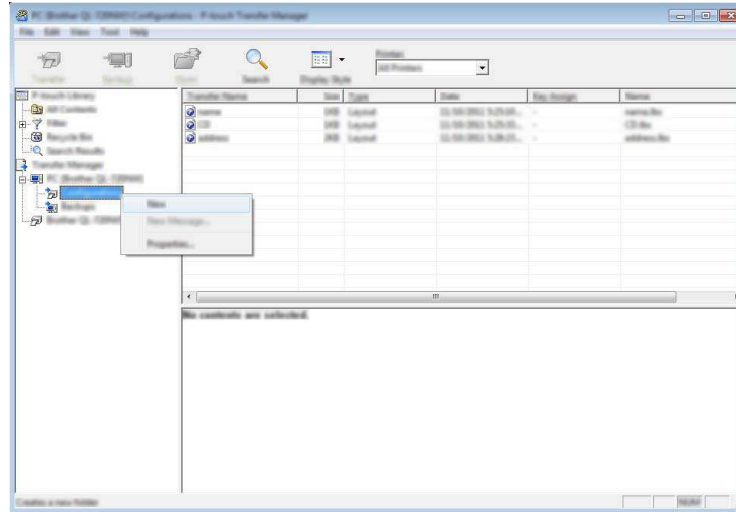 PC (Brother QL-720NW) Configurations - P-touch Transfer Manager
File Edit View Tool Help
Transfer Backup Open Search Display Style
Printer:
All Printers
P-touch Library
All Contents
Filter
Recycle Bin
Search Results
Transfer Manager
PC (Brother QL-720NW)
Configurations
Backups
Brother QL-720NW
Transfer Name Size Type Date Key Assign Name
name 1KB Layout - name.lbx
CD 1KB Layout - CD.lbx
address 2KB Layout - address.lbx
New
New Message...
Properties...
No contents are selected.
Creates a new folder
NUM